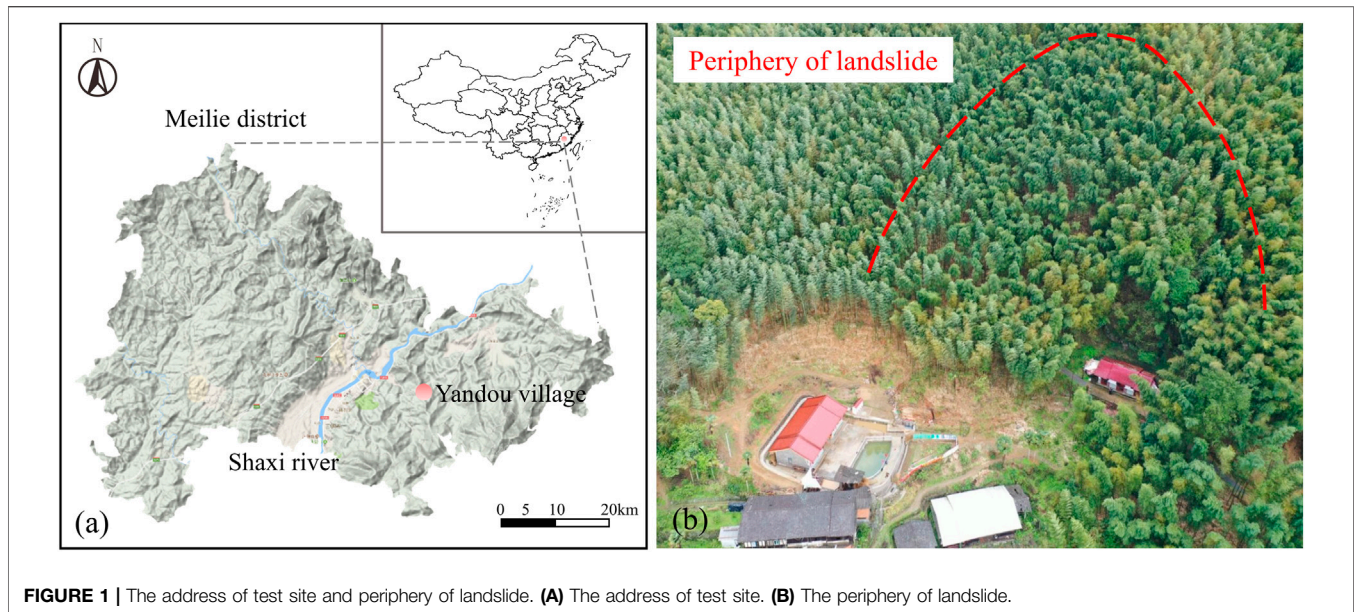 N
Meilie district
Yandou village
Shaxi river
0 5 10 20km
(a)
Periphery of landslide
(b)
FIGURE 1 | The address of test site and periphery of landslide. (A) The address of test site. (B) The periphery of landslide.